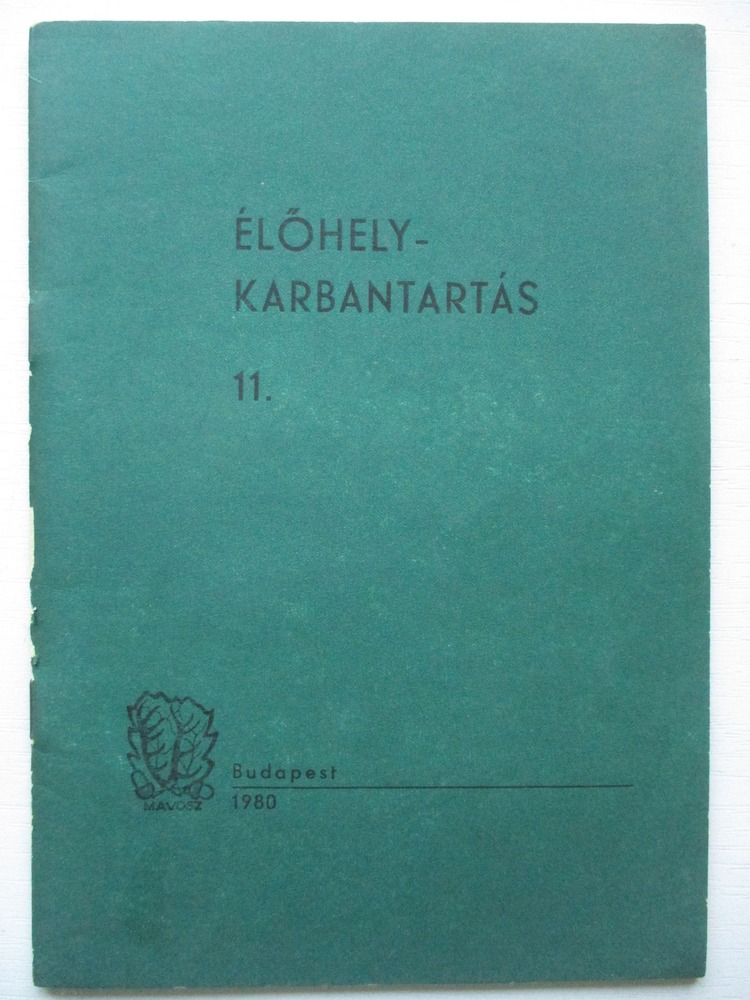 ÉLŐHELY-
KARBANTARTÁS
11.
Budapest
1980
MAVOSZ